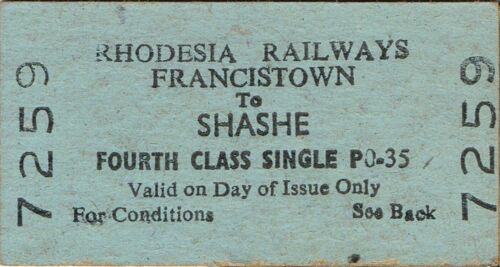 RHODESIA RAILWAYS
FRANCISTOWN
To
SHASHE
FOURTH CLASS SINGLE P0-35
Valid on Day of Issue Only
For Conditions See Back
7259
7259